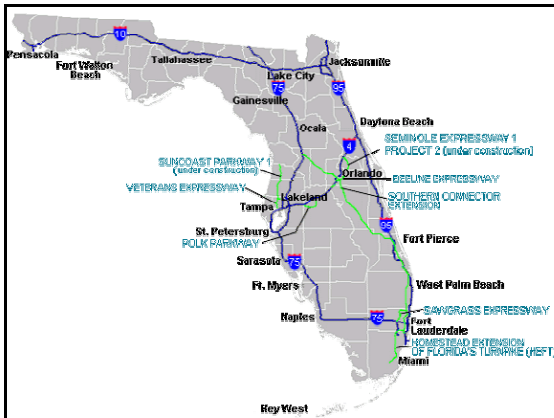 10
Pensacola
Fort Walton
Beach
Tallahassee
Jacksonville
Lake City
75
95
Gainesville
Daytona Beach
Ocala
4
SEMINOLE EXPRESSWAY 1
PROJECT 2 (under construction)
SUNCOAST PARKWAY 1
(under construction)
Orlando
BEELINE EXPRESSWAY
VETERANS EXPRESSWAY
SOUTHERN CONNECTOR
EXTENSION
Lakeland
Tampa
St. Petersburg
POLK PARKWAY
95
Fort Pierce
Sarasota
75
Ft. Myers
West Palm Beach
SAWGRASS EXPRESSWAY
Naples
75
Fort
Lauderdale
HOMESTEAD EXTENSION
OF FLORIDA'S TURNPIKE (HEFT)
Miami
Key West